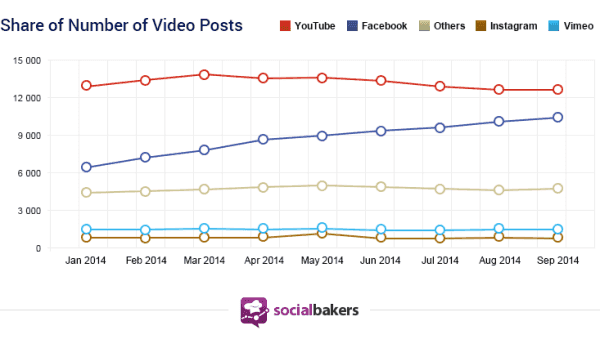 Share of Number of Video Posts
YouTube Facebook Others Instagram Vimeo
15 000
12 000
9 000
6 000
3 000
0
Jan 2014 Feb 2014 Mar 2014 Apr 2014 May 2014 Jun 2014 Jul 2014 Aug 2014 Sep 2014
socialbakers